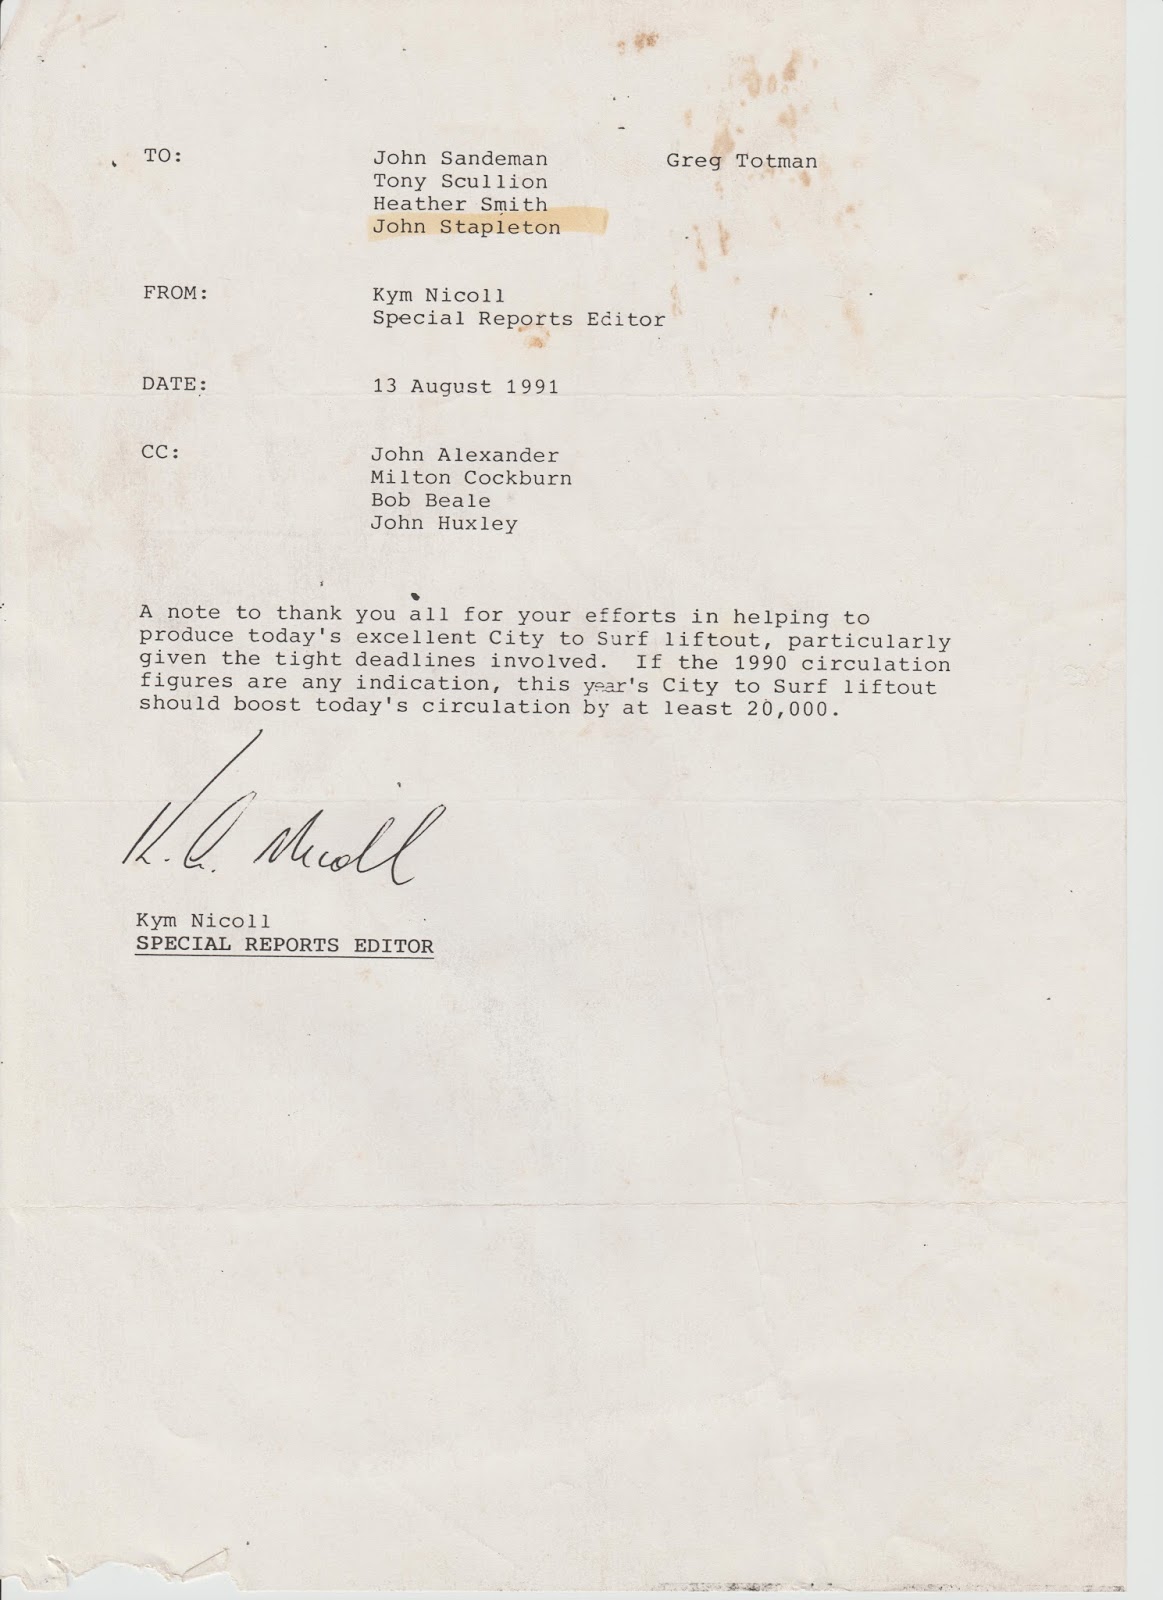 TO: John Sandeman Greg Totman
Tony Scullion
Heather Smith
John Stapleton
FROM: Kym Nicoll
Special Reports Editor
DATE: 13 August 1991
CC: John Alexander
Milton Cockburn
Bob Beale
John Huxley
A note to thank you all for your efforts in helping to
produce today's excellent City to Surf liftout, particularly
given the tight deadlines involved. If the 1990 circulation
figures are any indication, this year's City to Surf liftout
should boost today's circulation by at least 20,000.
K. A. Nicoll
Kym Nicoll
SPECIAL REPORTS EDITOR